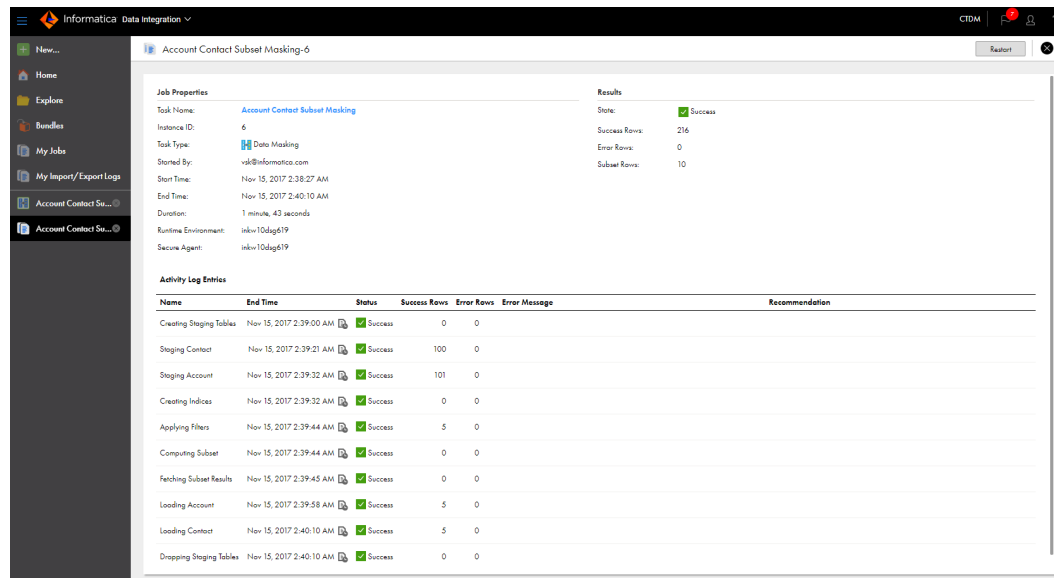 Informatica Data Integration
CTDM
7
New...
Home
Explore
Bundles
My Jobs
My Import/Export Logs
Account Contact Su...
Account Contact Su...
Account Contact Subset Masking-6
Restart
Job Properties
Task Name: Account Contact Subset Masking
Instance ID: 6
Task Type: Data Masking
Started By: vsk@informatica.com
Start Time: Nov 15, 2017 2:38:27 AM
End Time: Nov 15, 2017 2:40:10 AM
Duration: 1 minute, 43 seconds
Runtime Environment: inkw10dsg619
Secure Agent: inkw10dsg619
Results
State: Success
Success Rows: 216
Error Rows: 0
Subset Rows: 10
Activity Log Entries
Name End Time Status Success Rows Error Rows Error Message Recommendation
Creating Staging Tables Nov 15, 2017 2:39:00 AM Success 0 0
Staging Contact Nov 15, 2017 2:39:21 AM Success 100 0
Staging Account Nov 15, 2017 2:39:32 AM Success 101 0
Creating Indices Nov 15, 2017 2:39:32 AM Success 0 0
Applying Filters Nov 15, 2017 2:39:44 AM Success 5 0
Computing Subset Nov 15, 2017 2:39:44 AM Success 0 0
Fetching Subset Results Nov 15, 2017 2:39:45 AM Success 0 0
Loading Account Nov 15, 2017 2:39:58 AM Success 5 0
Loading Contact Nov 15, 2017 2:40:10 AM Success 5 0
Dropping Staging Tables Nov 15, 2017 2:40:10 AM Success 0 0